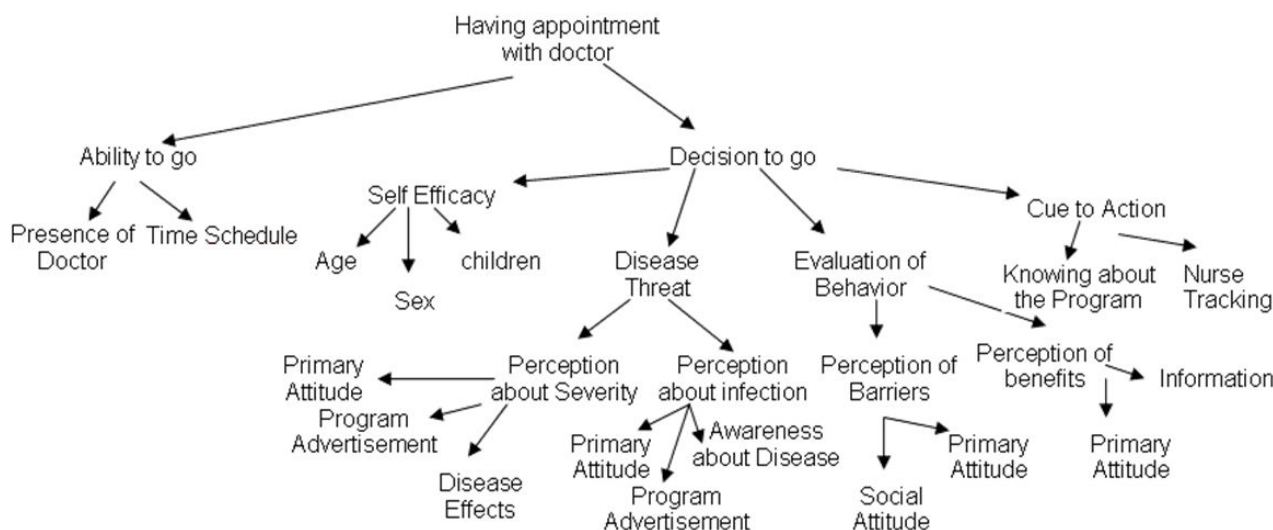 Having appointment
with doctor
Ability to go
Decision to go
Self Efficacy
Cue to Action
Presence of
Doctor
Time Schedule
Age
children
Sex
Disease
Threat
Evaluation of
Behavior
Knowing about
the Program
Nurse
Tracking
Primary
Attitude
Perception
about Severity
Perception
about infection
Perception of
Barriers
Perception of
benefits
Information
Program
Advertisement
Disease
Effects
Primary
Attitude
Awareness
about Disease
Program
Advertisement
Social
Attitude
Primary
Attitude
Primary
Attitude